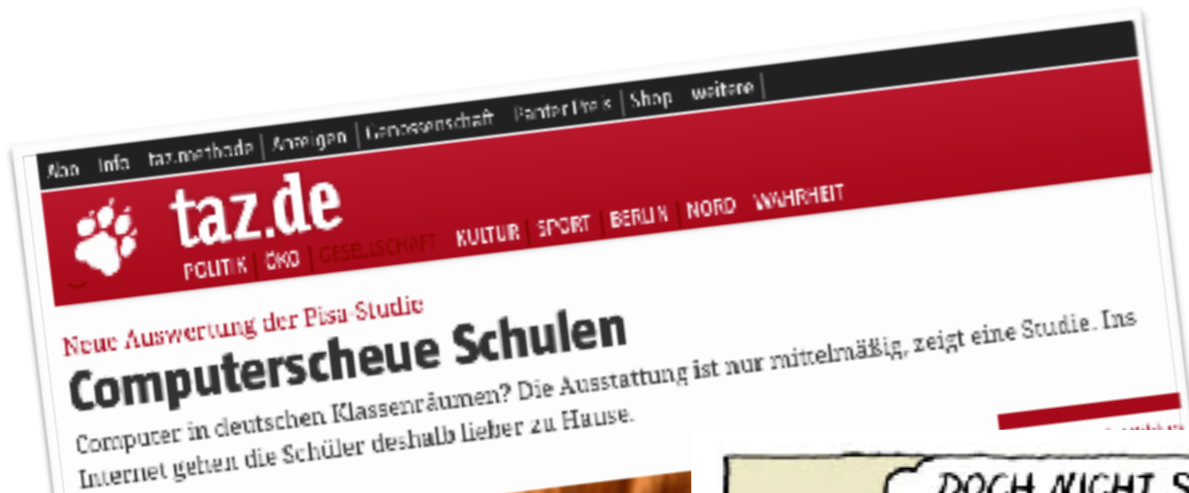 Abo Info taz.methode Anzeigen Genossenschaft Panter Preis Shop weitere
taz.de
POLITIK ÖKO GESELLSCHAFT KULTUR SPORT BERLIN NORD WAHRHEIT
Neue Auswertung der Pisa-Studie
Computerscheue Schulen
Computer in deutschen Klassenräumen? Die Ausstattung ist nur mittelmäßig, zeigt eine Studie. Ins
Internet gehen die Schüler deshalb lieber zu Hause.
DOCH NICHT